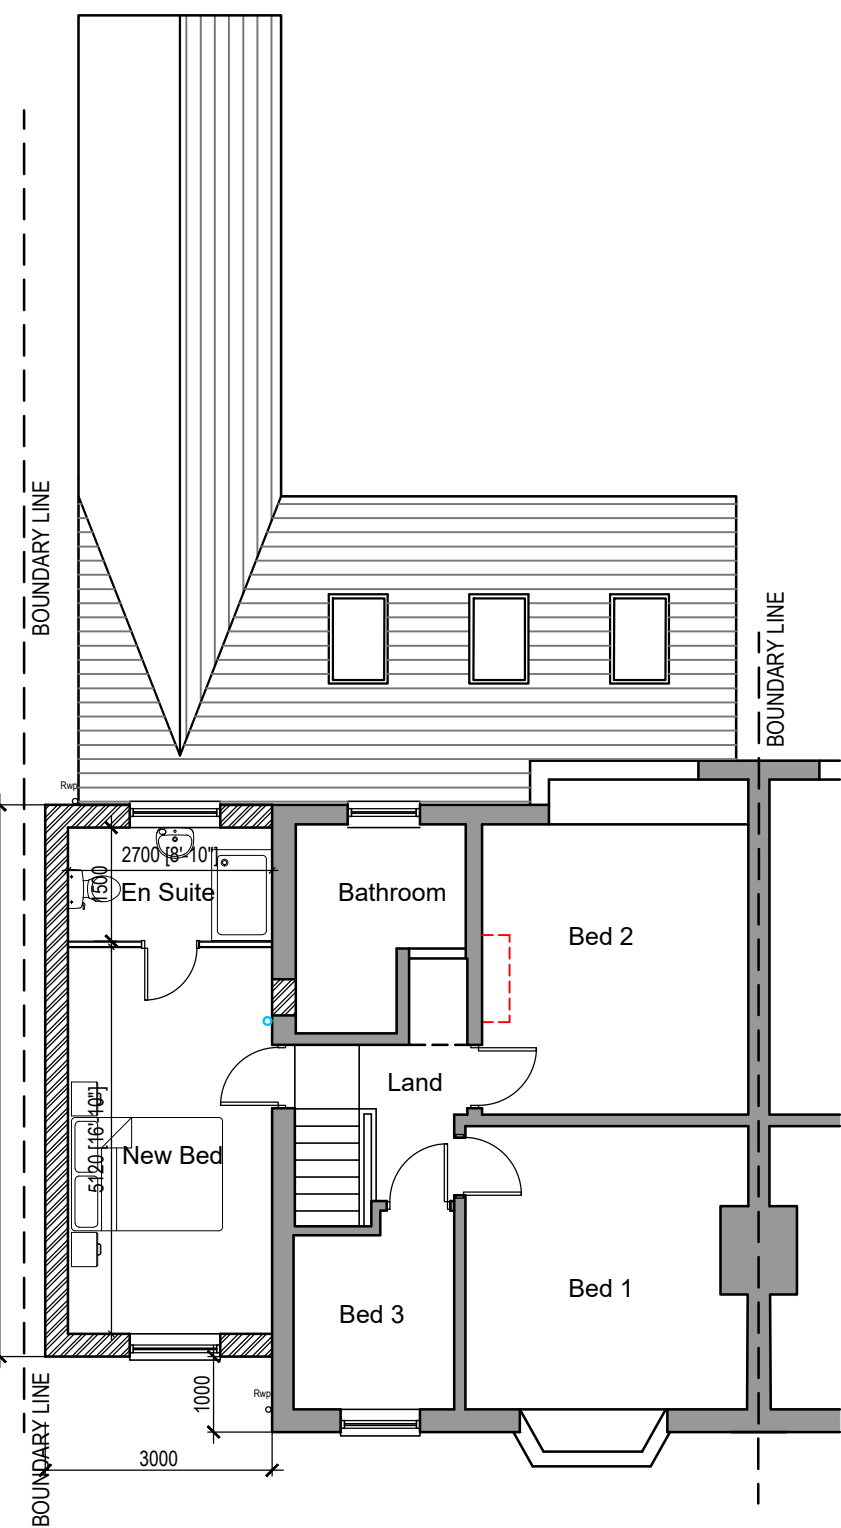 BOUNDARY LINE
BOUNDARY LINE
Rwp
2700 [8'-10"]
1500
En Suite
Bathroom
Bed 2
Land
5120 [16'-10"]
New Bed
Bed 1
Bed 3
1000
Rwp
BOUNDARY LINE
3000